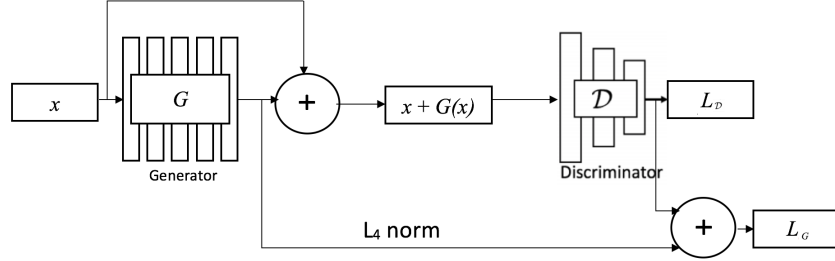 x
G
Generator
+
x + G(x)
D
Discriminator
L_D
L₄ norm
+
L_G